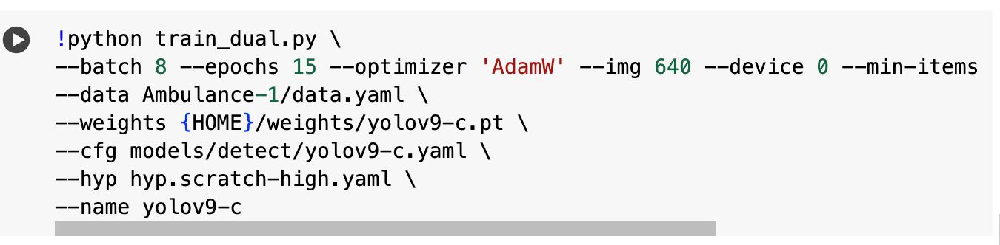 !python train_dual.py \
--batch 8 --epochs 15 --optimizer 'AdamW' --img 640 --device 0 --min-items
--data Ambulance-1/data.yaml \
--weights {HOME}/weights/yolov9-c.pt \
--cfg models/detect/yolov9-c.yaml \
--hyp hyp.scratch-high.yaml \
--name yolov9-c